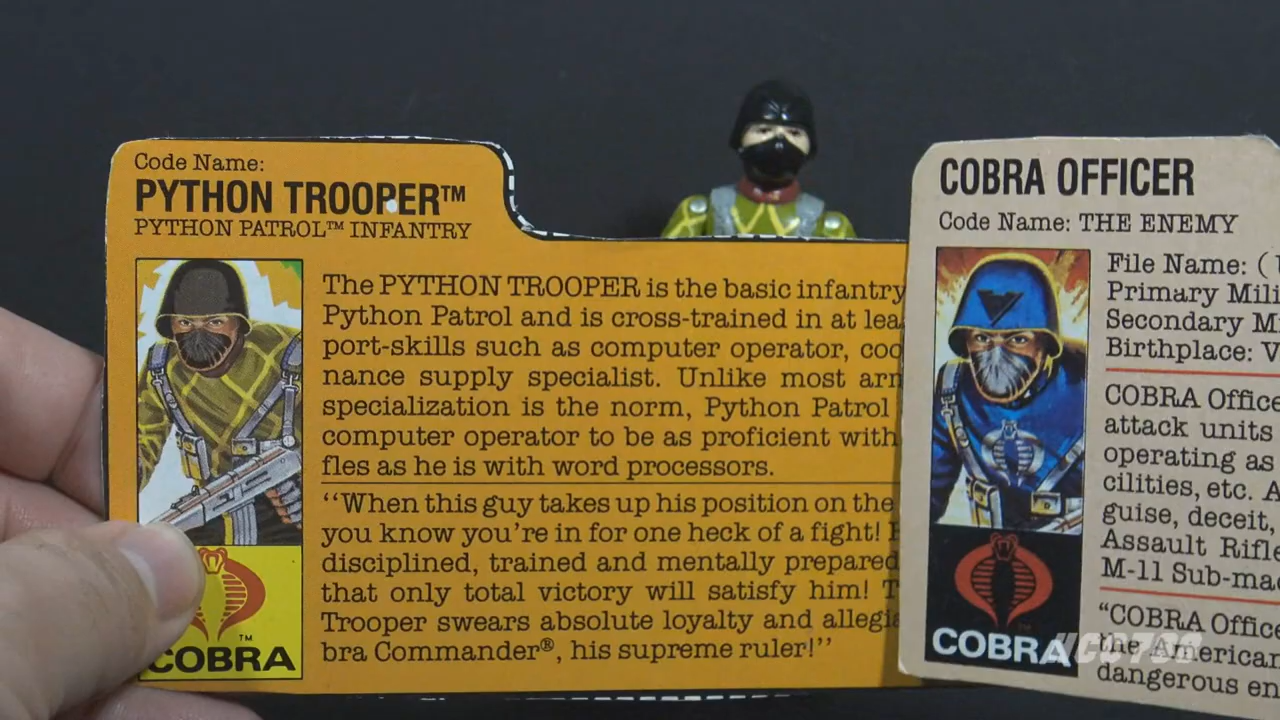 Code Name:
PYTHON TROOPER™
PYTHON PATROL™ INFANTRY
The PYTHON TROOPER is the basic infantry
Python Patrol and is cross-trained in at lea
port-skills such as computer operator, coo
nance supply specialist. Unlike most arm
specialization is the norm, Python Patrol
computer operator to be as proficient with
fles as he is with word processors.
“When this guy takes up his position on the
you know you're in for one heck of a fight!
disciplined, trained and mentally prepared
that only total victory will satisfy him! T
Trooper swears absolute loyalty and allegia
bra Commander®, his supreme ruler!”
™
COBRA
COBRA OFFICER
Code Name: THE ENEMY
File Name: (
Primary Mili
Secondary M
Birthplace: V
COBRA Office
attack units
operating as
cilities, etc. A
guise, deceit,
Assault Rifle
M-11 Sub-ma
“COBRA Office
the American
dangerous en
COBRA